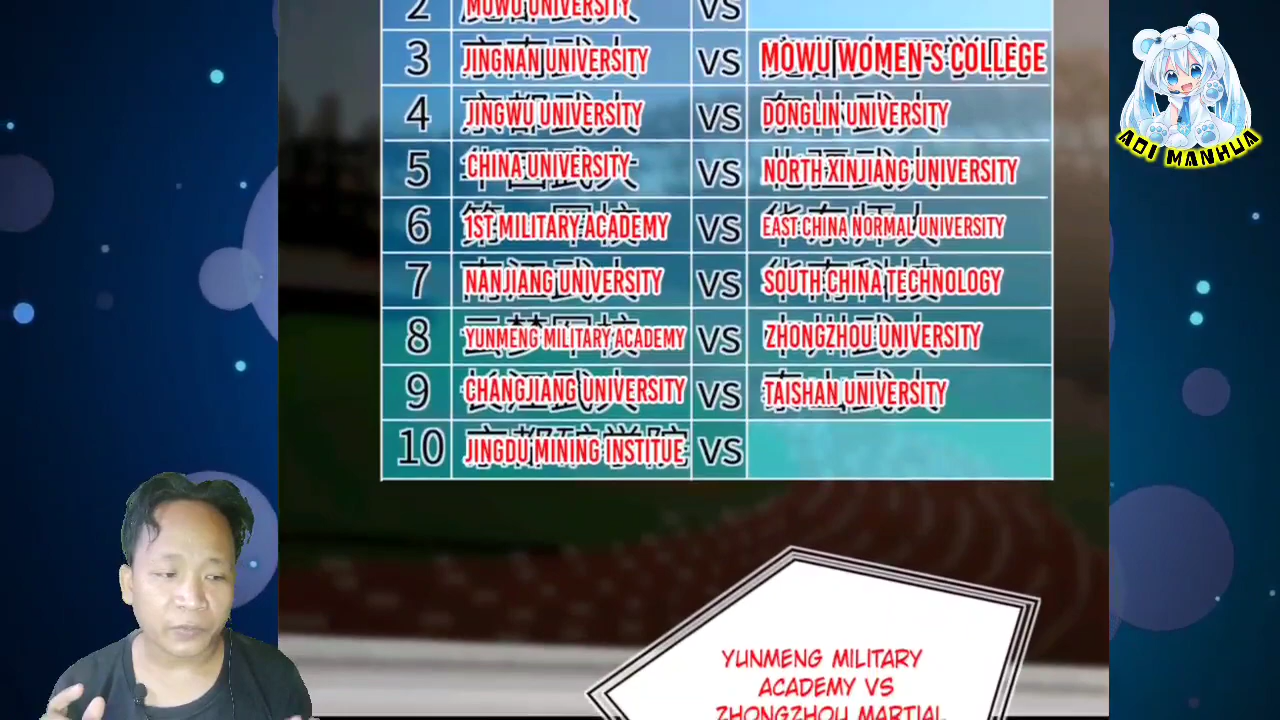 2 MOWU UNIVERSITY VS
3 JINGNAN UNIVERSITY VS MOWU WOMEN'S COLLEGE
4 JINGWU UNIVERSITY VS DONGLIN UNIVERSITY
5 CHINA UNIVERSITY VS NORTH XINJIANG UNIVERSITY
6 1ST MILITARY ACADEMY VS EAST CHINA NORMAL UNIVERSITY
7 NANJIANG UNIVERSITY VS SOUTH CHINA TECHNOLOGY
8 YUNMENG MILITARY ACADEMY VS ZHONGZHOU UNIVERSITY
9 CHANGJIANG UNIVERSITY VS TAISHAN UNIVERSITY
10 JINGDU MINING INSTITUE VS
YUNMENG MILITARY
ACADEMY VS
ZHONGZHOU MARTIAL
AOI MANHUA